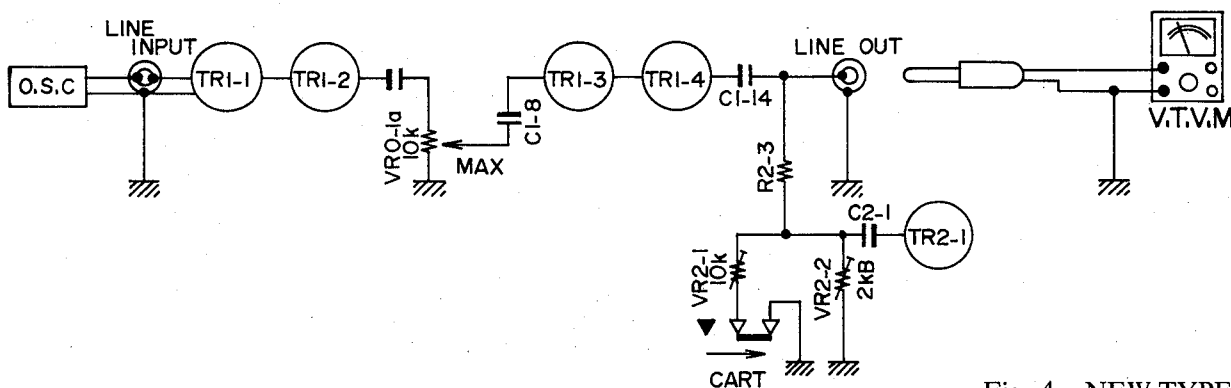 LINE
INPUT
O.S.C
TR1-1
TR1-2
VR0-1a
10k
MAX
C1-8
TR1-3
TR1-4
C1-14
LINE OUT
V.T.V.M
R2-3
C2-1
TR2-1
VR2-1
10k
VR2-2
2kB
CART
Fig. 4 NEW TYPE